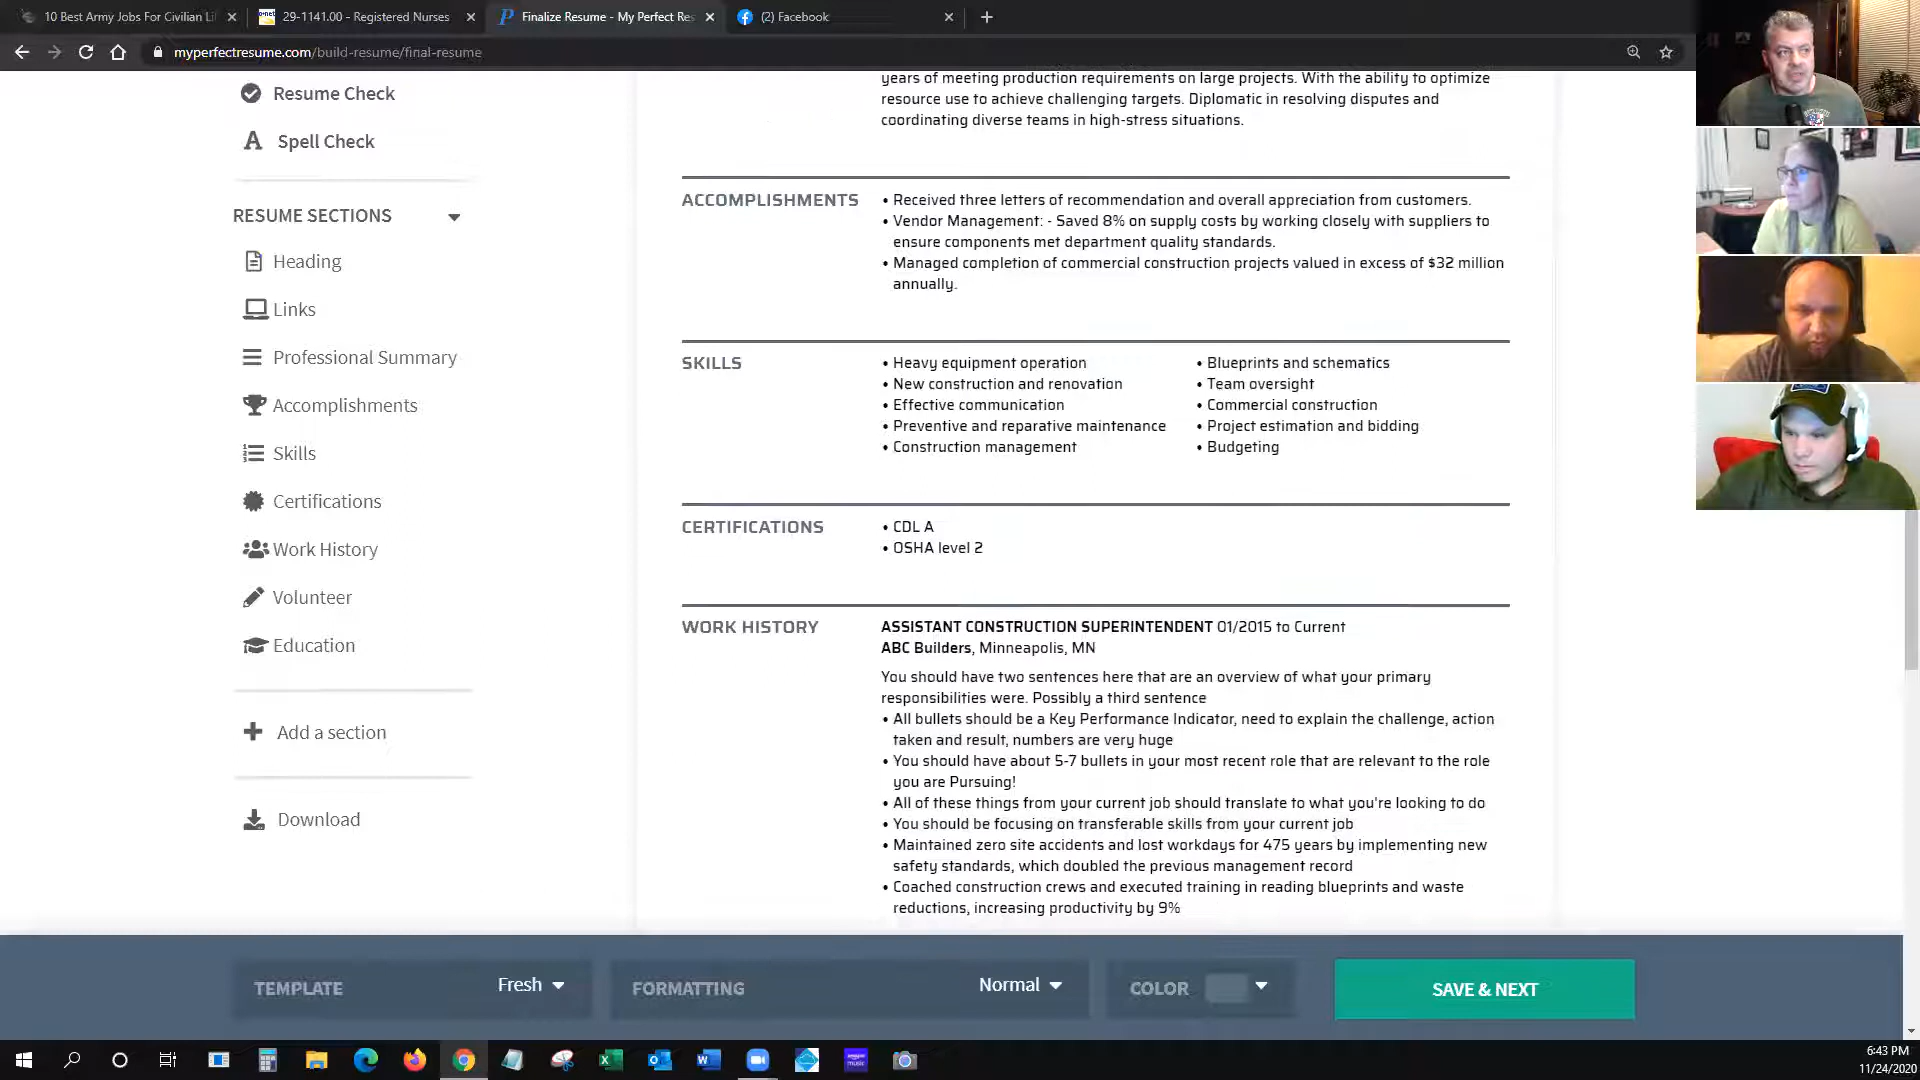 10 Best Army Jobs For Civilian Li
29-1141.00 - Registered Nurses
Finalize Resume - My Perfect Res
(2) Facebook
myperfectresume.com/build-resume/final-resume
Resume Check
Spell Check
RESUME SECTIONS
Heading
Links
Professional Summary
Accomplishments
Skills
Certifications
Work History
Volunteer
Education
Add a section
Download
years of meeting production requirements on large projects. With the ability to optimize
resource use to achieve challenging targets. Diplomatic in resolving disputes and
coordinating diverse teams in high-stress situations.
ACCOMPLISHMENTS
• Received three letters of recommendation and overall appreciation from customers.
• Vendor Management: - Saved 8% on supply costs by working closely with suppliers to
ensure components met department quality standards.
• Managed completion of commercial construction projects valued in excess of $32 million
annually.
SKILLS
• Heavy equipment operation
• New construction and renovation
• Effective communication
• Preventive and reparative maintenance
• Construction management
• Blueprints and schematics
• Team oversight
• Commercial construction
• Project estimation and bidding
• Budgeting
CERTIFICATIONS
• CDL A
• OSHA level 2
WORK HISTORY
ASSISTANT CONSTRUCTION SUPERINTENDENT 01/2015 to Current
ABC Builders, Minneapolis, MN
You should have two sentences here that are an overview of what your primary
responsibilities were. Possibly a third sentence
• All bullets should be a Key Performance Indicator, need to explain the challenge, action
taken and result, numbers are very huge
• You should have about 5-7 bullets in your most recent role that are relevant to the role
you are Pursuing!
• All of these things from your current job should translate to what you're looking to do
• You should be focusing on transferable skills from your current job
• Maintained zero site accidents and lost workdays for 475 years by implementing new
safety standards, which doubled the previous management record
• Coached construction crews and executed training in reading blueprints and waste
reductions, increasing productivity by 9%
TEMPLATE
Fresh
FORMATTING
Normal
COLOR
SAVE & NEXT
6:43 PM
11/24/2020